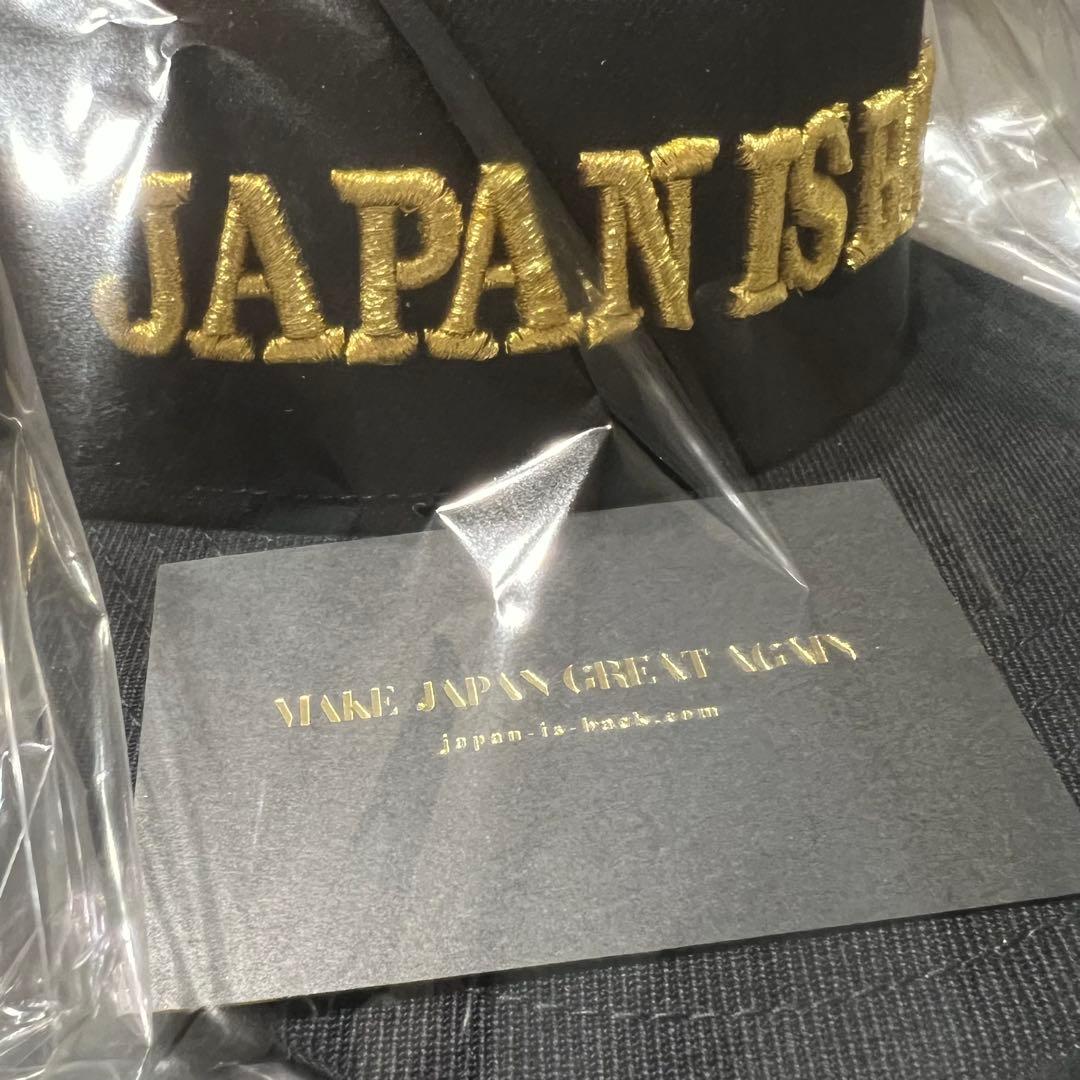 JAPAN IS B
MAKE JAPAN GREAT AGAIN
japan-is-back.com